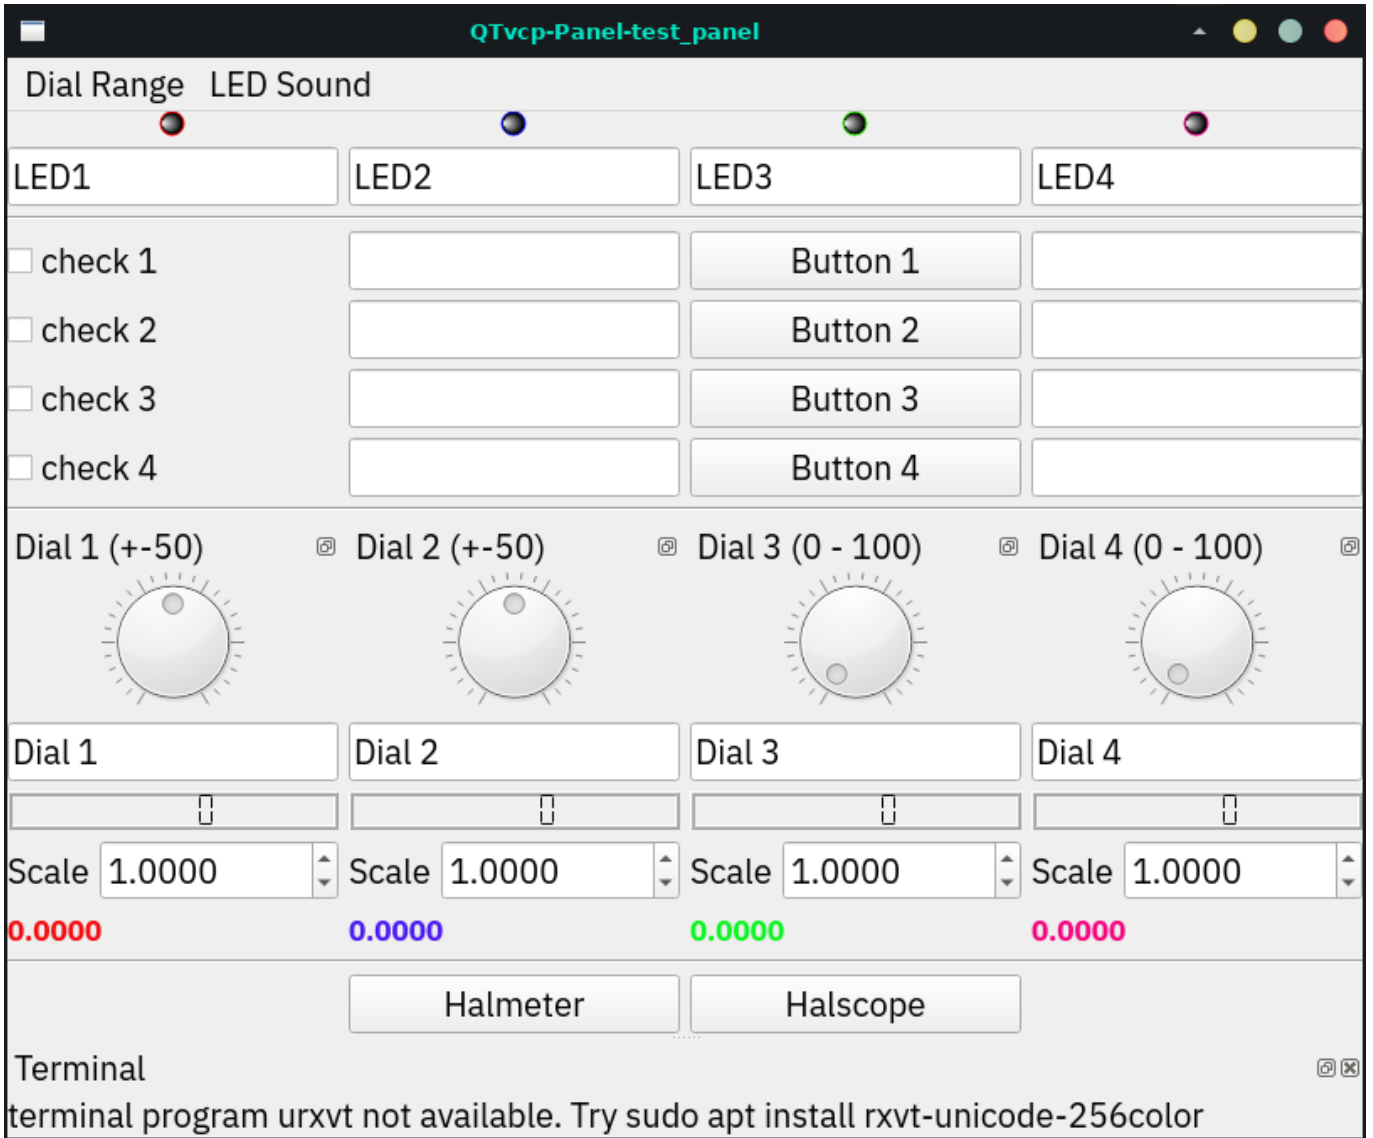 QTvcp-Panel-test_panel
Dial Range LED Sound
LED1 LED2 LED3 LED4
check 1 Button 1
check 2 Button 2
check 3 Button 3
check 4 Button 4
Dial 1 (+-50) Dial 2 (+-50) Dial 3 (0 - 100) Dial 4 (0 - 100)
Dial 1 Dial 2 Dial 3 Dial 4
0 0 0 0
Scale 1.0000 Scale 1.0000 Scale 1.0000 Scale 1.0000
0.0000 0.0000 0.0000 0.0000
Halmeter Halscope
Terminal
terminal program urxvt not available. Try sudo apt install rxvt-unicode-256color